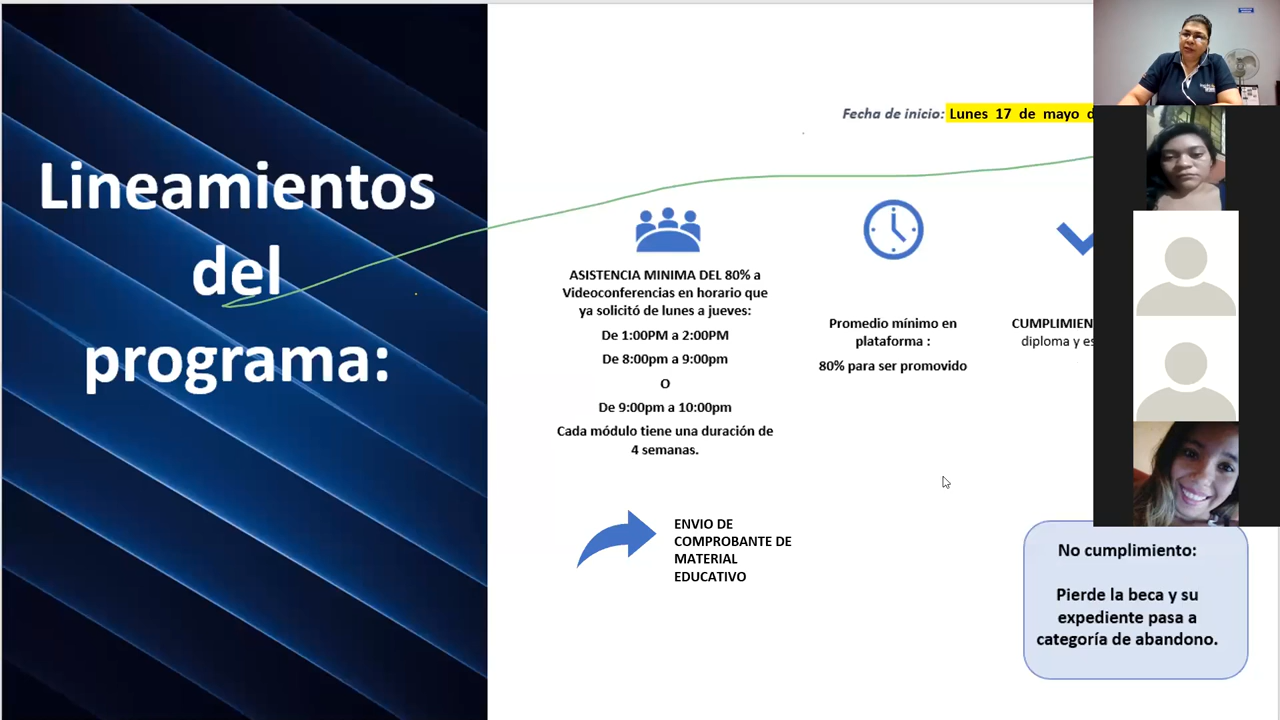 Lineamientos
del
programa:
Fecha de inicio: Lunes 17 de mayo
ASISTENCIA MINIMA DEL 80% a
Videoconferencias en horario que
ya solicitó de lunes a jueves:
De 1:00PM a 2:00PM
De 8:00pm a 9:00pm
O
De 9:00pm a 10:00pm
Cada módulo tiene una duración de
4 semanas.
Promedio mínimo en
plataforma :
80% para ser promovido
diploma y
ENVIO DE
COMPROBANTE DE
MATERIAL
EDUCATIVO
No cumplimiento:
Pierde la beca y su
expediente pasa a
categoría de abandono.